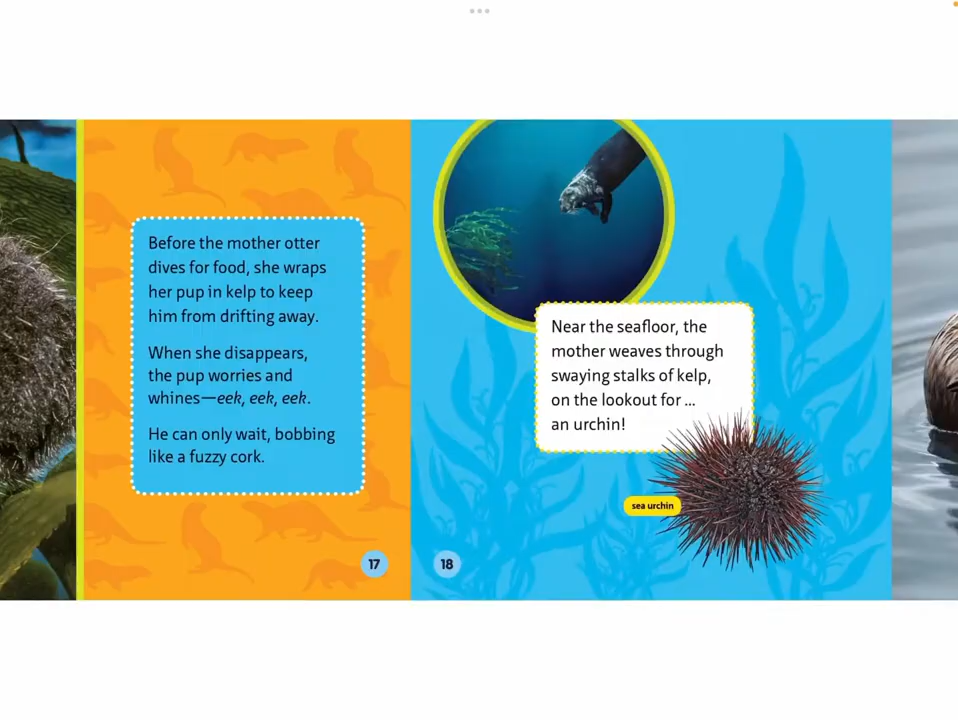 Before the mother otter
dives for food, she wraps
her pup in kelp to keep
him from drifting away.
When she disappears,
the pup worries and
whines—eek, eek, eek.
He can only wait, bobbing
like a fuzzy cork.
17
Near the seafloor, the
mother weaves through
swaying stalks of kelp,
on the lookout for ...
an urchin!
sea urchin
18